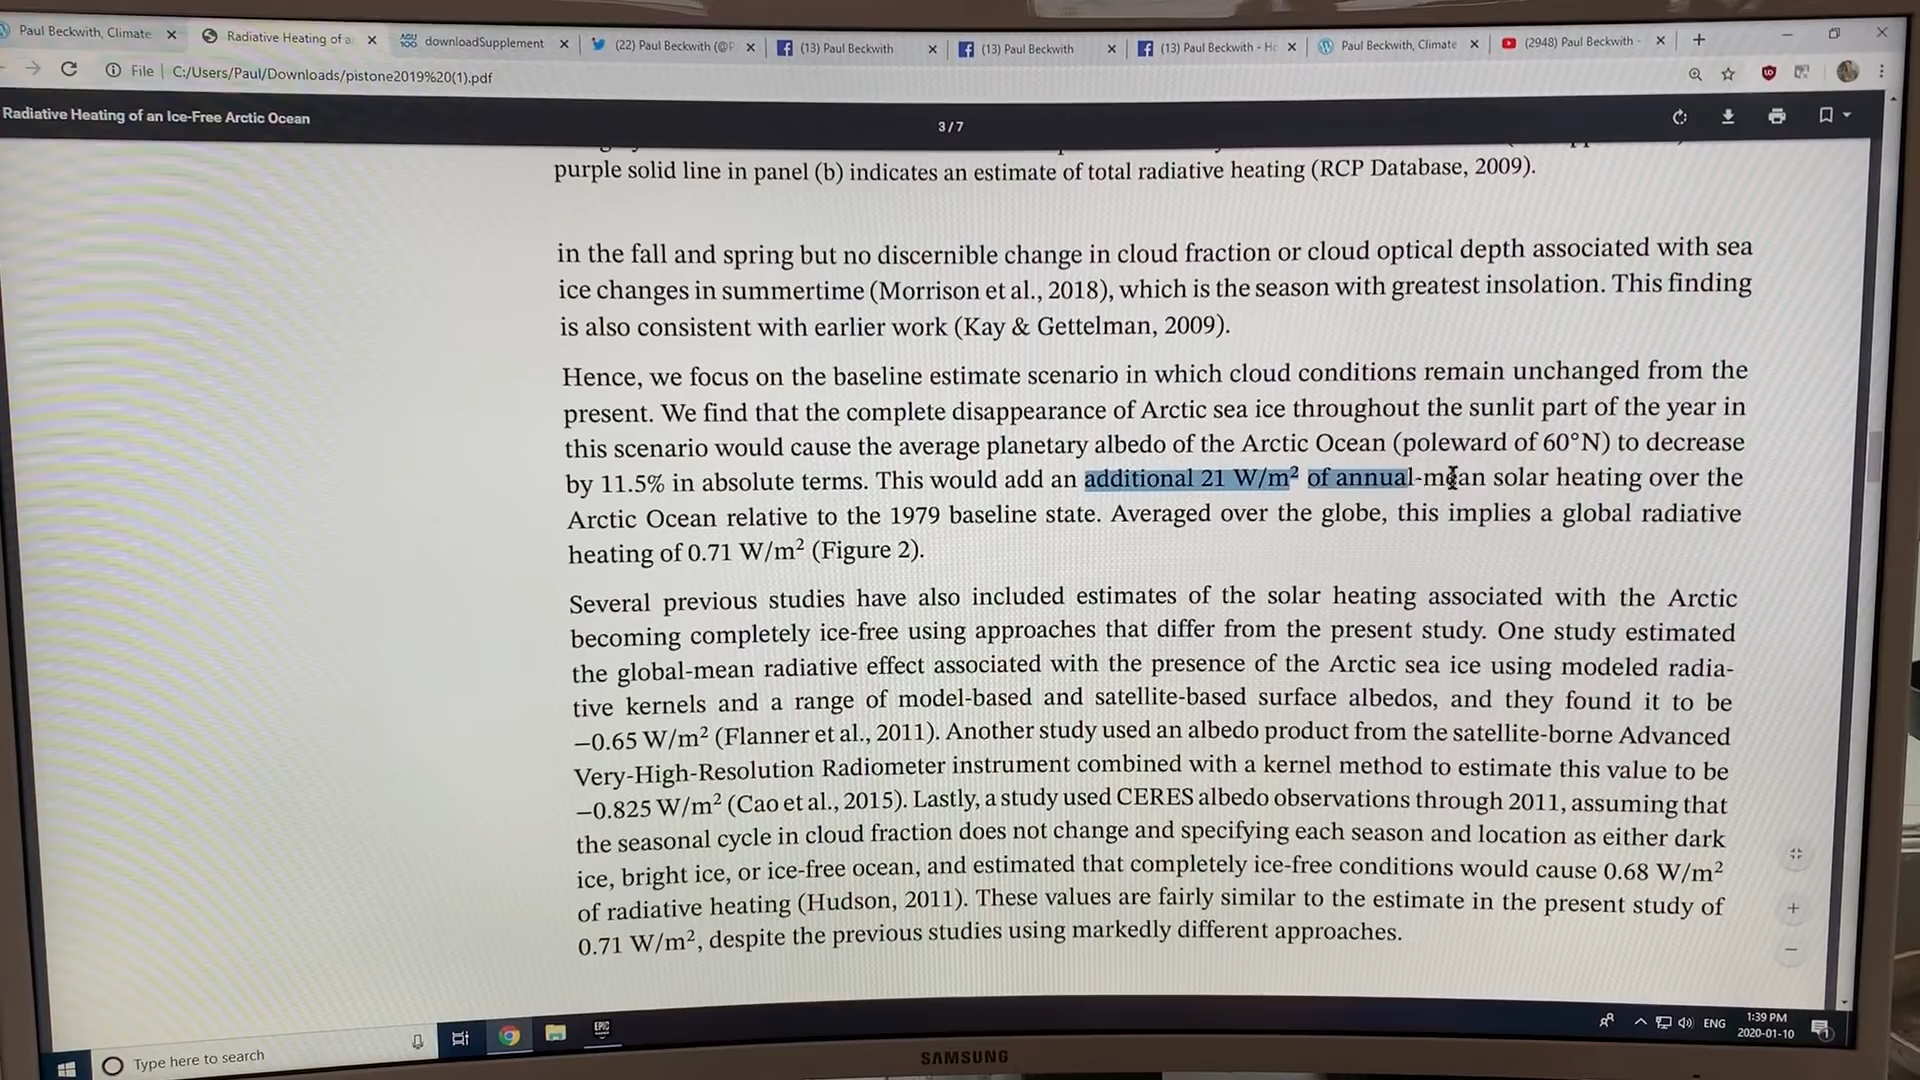 Paul Beckwith, Climate
Radiative Heating of a
downloadSupplement
(22) Paul Beckwith (@P
(13) Paul Beckwith
(13) Paul Beckwith
(13) Paul Beckwith - Ho
Paul Beckwith, Climate
(2948) Paul Beckwith -
File | C:/Users/Paul/Downloads/pistone2019%20(1).pdf
Radiative Heating of an Ice-Free Arctic Ocean
3 / 7
purple solid line in panel (b) indicates an estimate of total radiative heating (RCP Database, 2009).
in the fall and spring but no discernible change in cloud fraction or cloud optical depth associated with sea
ice changes in summertime (Morrison et al., 2018), which is the season with greatest insolation. This finding
is also consistent with earlier work (Kay & Gettelman, 2009).
Hence, we focus on the baseline estimate scenario in which cloud conditions remain unchanged from the
present. We find that the complete disappearance of Arctic sea ice throughout the sunlit part of the year in
this scenario would cause the average planetary albedo of the Arctic Ocean (poleward of 60°N) to decrease
by 11.5% in absolute terms. This would add an additional 21 W/m² of annual-mean solar heating over the
Arctic Ocean relative to the 1979 baseline state. Averaged over the globe, this implies a global radiative
heating of 0.71 W/m² (Figure 2).
Several previous studies have also included estimates of the solar heating associated with the Arctic
becoming completely ice-free using approaches that differ from the present study. One study estimated
the global-mean radiative effect associated with the presence of the Arctic sea ice using modeled radia-
tive kernels and a range of model-based and satellite-based surface albedos, and they found it to be
−0.65 W/m² (Flanner et al., 2011). Another study used an albedo product from the satellite-borne Advanced
Very-High-Resolution Radiometer instrument combined with a kernel method to estimate this value to be
−0.825 W/m² (Cao et al., 2015). Lastly, a study used CERES albedo observations through 2011, assuming that
the seasonal cycle in cloud fraction does not change and specifying each season and location as either dark
ice, bright ice, or ice-free ocean, and estimated that completely ice-free conditions would cause 0.68 W/m²
of radiative heating (Hudson, 2011). These values are fairly similar to the estimate in the present study of
0.71 W/m², despite the previous studies using markedly different approaches.
Type here to search
EPIC
ENG
1:39 PM
2020-01-10
SAMSUNG